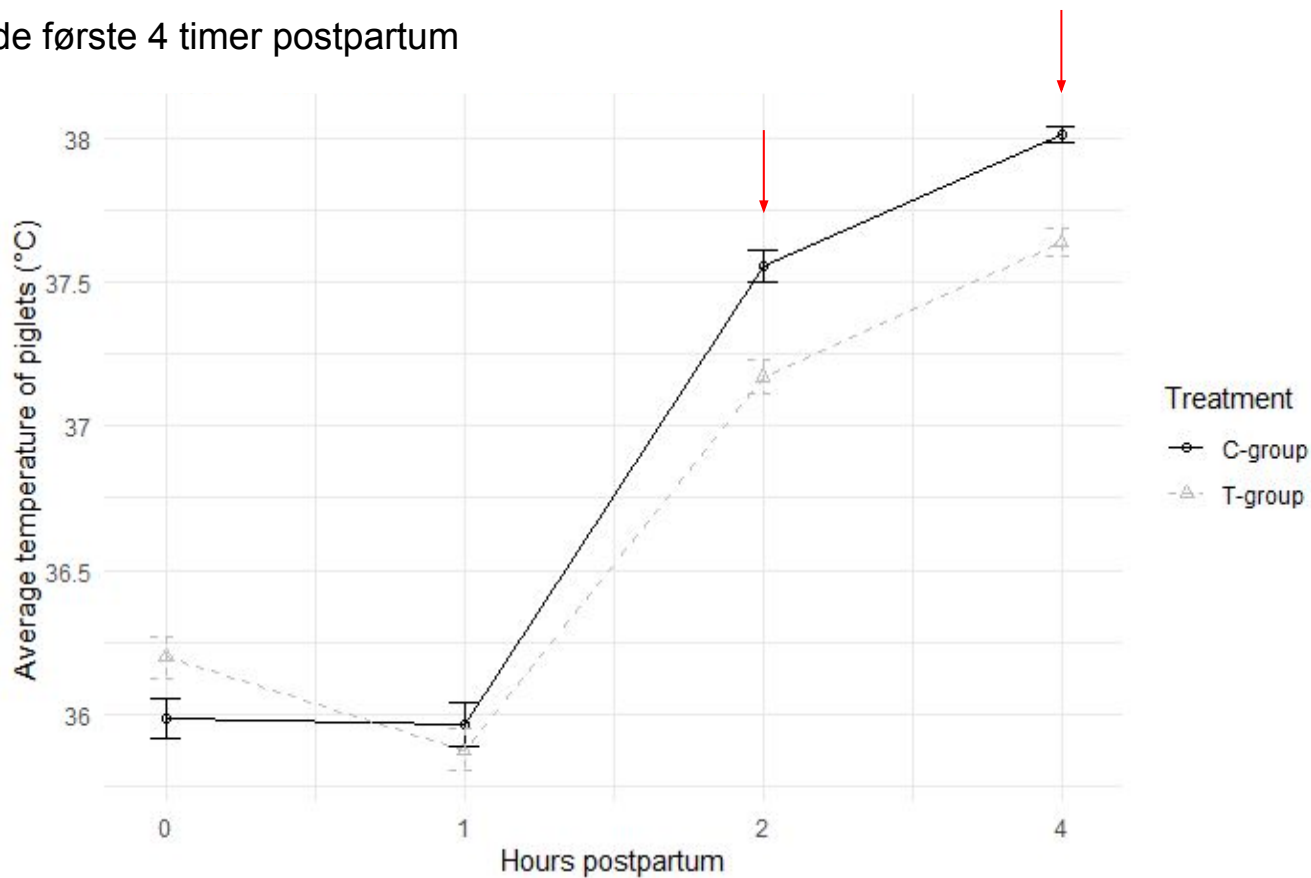 de første 4 timer postpartum
38
37.5
37
36.5
36
Average temperature of piglets (°C)
0 1 2 4
Hours postpartum
Treatment
C-group
T-group